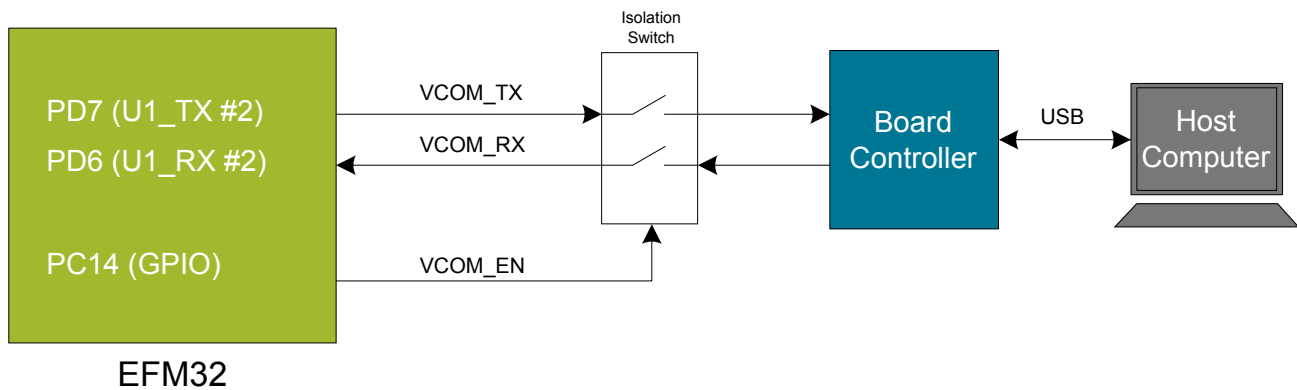 Isolation
Switch
PD7 (U1_TX #2)
VCOM_TX
PD6 (U1_RX #2)
VCOM_RX
Board
Controller
USB
Host
Computer
PC14 (GPIO)
VCOM_EN
EFM32